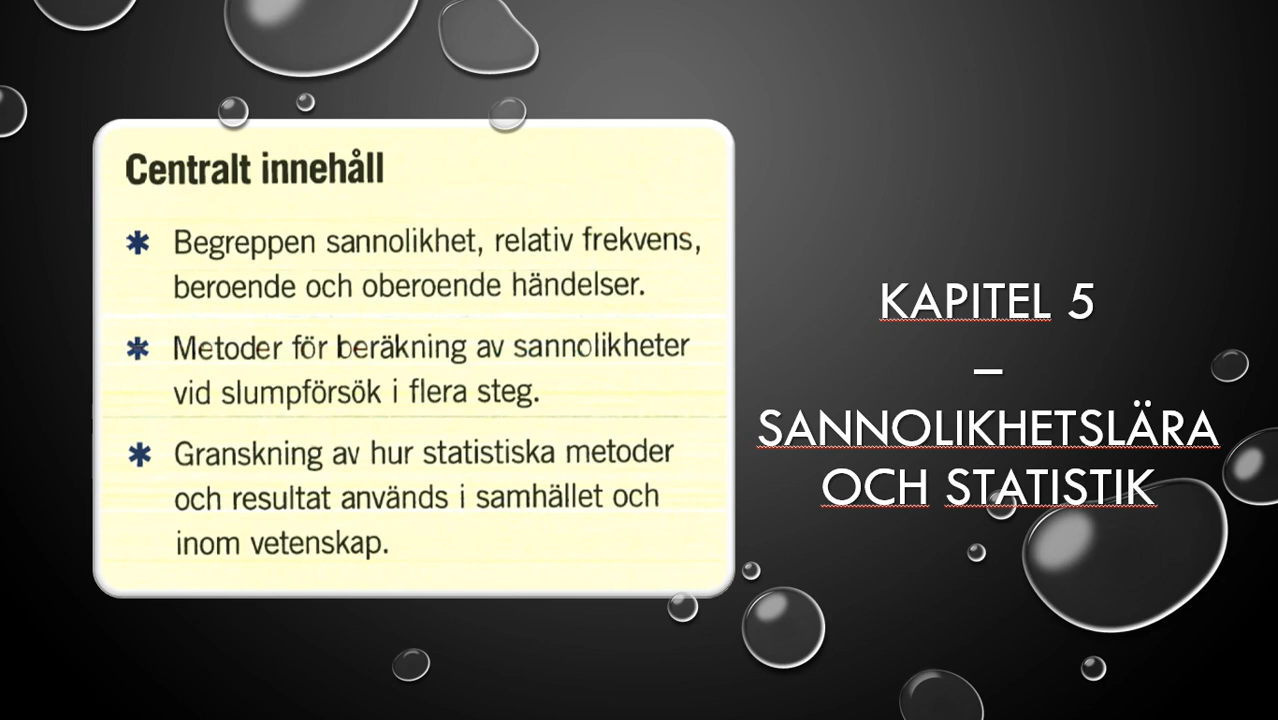 Centralt innehåll
* Begreppen sannolikhet, relativ frekvens,
beroende och oberoende händelser.
* Metoder för beräkning av sannolikheter
vid slumpförsök i flera steg.
* Granskning av hur statistiska metoder
och resultat används i samhället och
inom vetenskap.
KAPITEL 5
–
SANNOLIKHETSLÄRA
OCH STATISTIK